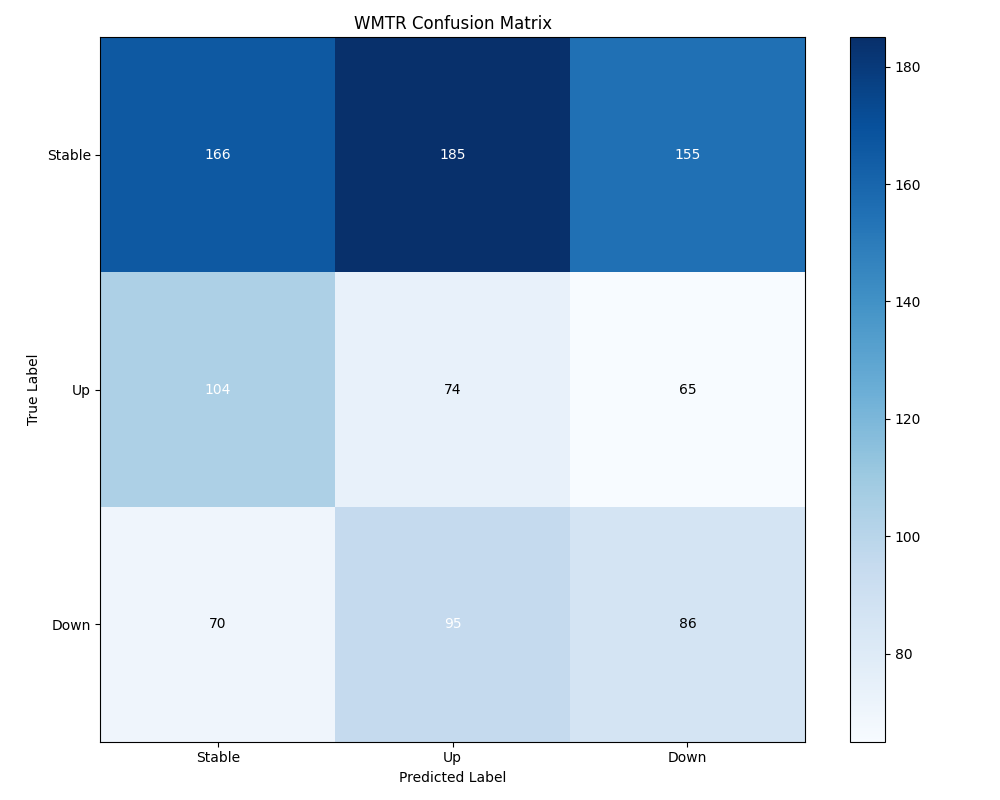 WMTR Confusion Matrix
180
Stable 166 185 155
160
140
True Label
Up 104 74 65
120
100
Down 70 95 86
80
Stable Up Down
Predicted Label